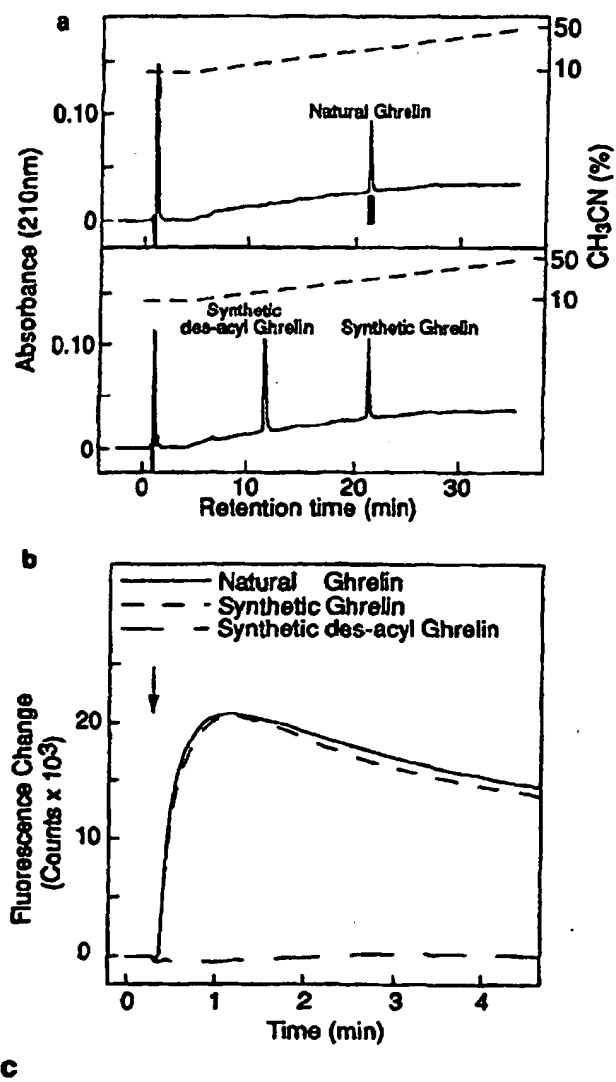 a
50
10
0.10
0
Natural Ghrelin
50
10
0.10
0
Synthetic
des-acyl Ghrelin
Synthetic Ghrelin
Absorbance (210nm)
CH3CN (%)
0
10
20
30
Retention time (min)
b
Natural Ghrelin
Synthetic Ghrelin
Synthetic des-acyl Ghrelin
20
10
0
Fluorescence Change
(Counts x 10³)
0
1
2
3
4
Time (min)
c